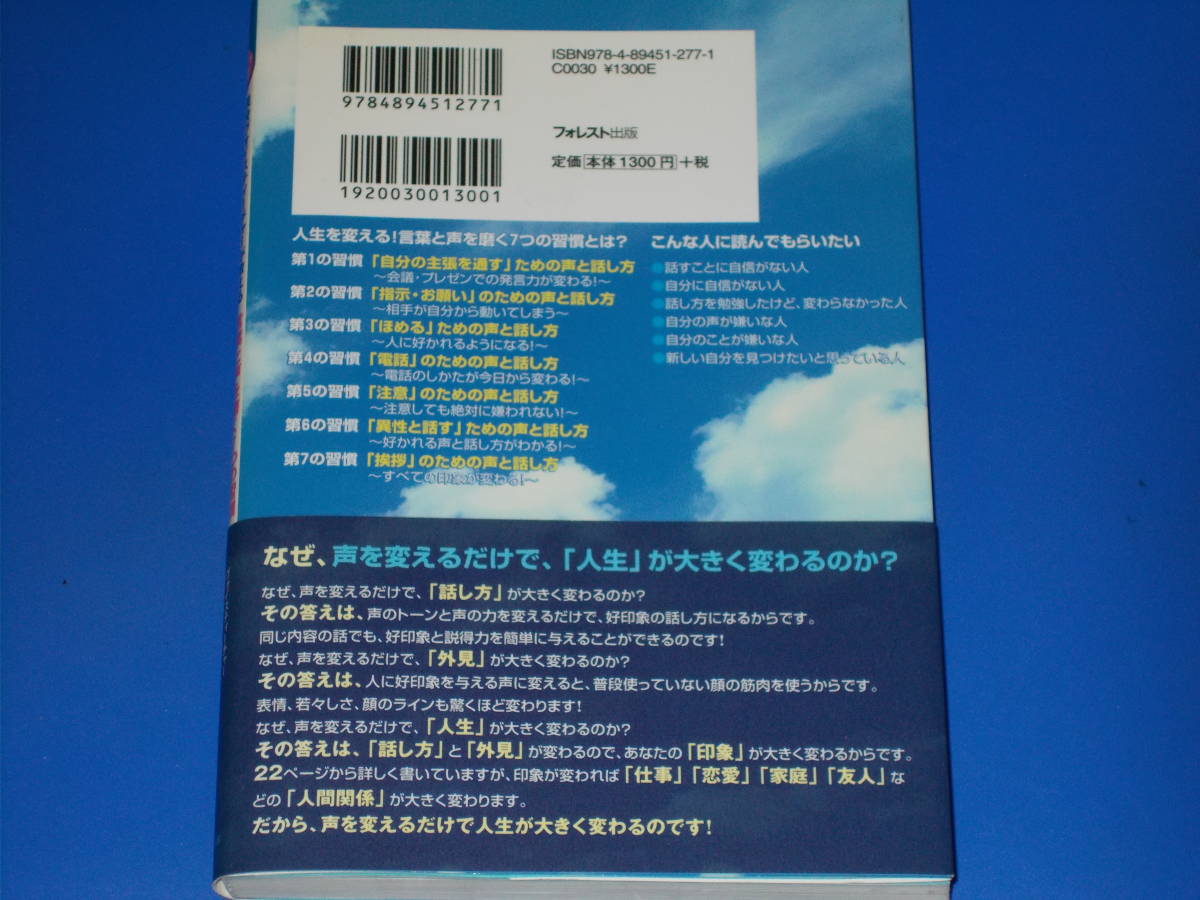 ISBN978-4-89451-277-1
C0030 ¥1300E
9784894512771
フォレスト出版
定価 本体1300円 +税
1920030013001
人生を変える!言葉と声を磨く7つの習慣とは?
第1の習慣 「自分の主張を通す」ための声と話し方
～会議・プレゼンでの発言力が変わる!～
第2の習慣 「指示・お願い」のための声と話し方
～相手が自分から動いてしまう～
第3の習慣 「ほめる」ための声と話し方
～人に好かれるようになる!～
第4の習慣 「電話」のための声と話し方
～電話のしかたが今日から変わる!～
第5の習慣 「注意」のための声と話し方
～注意しても絶対に嫌われない!～
第6の習慣 「異性と話す」ための声と話し方
～好かれる声と話し方がわかる!～
第7の習慣 「挨拶」のための声と話し方
～すべての印象が変わる!～
こんな人に読んでもらいたい
●話すことに自信がない人
●自分に自信がない人
●話し方を勉強したけど、変わらなかった人
●自分の声が嫌いな人
●自分のことが嫌いな人
●新しい自分を見つけたいと思っている人
なぜ、声を変えるだけで、「人生」が大きく変わるのか?
なぜ、声を変えるだけで、「話し方」が大きく変わるのか?
その答えは、声のトーンと声の力を変えるだけで、好印象の話し方になるからです。
同じ内容の話でも、好印象と説得力を簡単に与えることができるのです!
なぜ、声を変えるだけで、「外見」が大きく変わるのか?
その答えは、人に好印象を与える声に変えると、普段使っていない顔の筋肉を使うからです。
表情、若々しさ、顔のラインも驚くほど変わります!
なぜ、声を変えるだけで、「人生」が大きく変わるのか?
その答えは、「話し方」と「外見」が変わるので、あなたの「印象」が大きく変わるからです。
22ページから詳しく書いていますが、印象が変われば「仕事」「恋愛」「家庭」「友人」な
どの「人間関係」が大きく変わります。
だから、声を変えるだけで人生が大きく変わるのです!